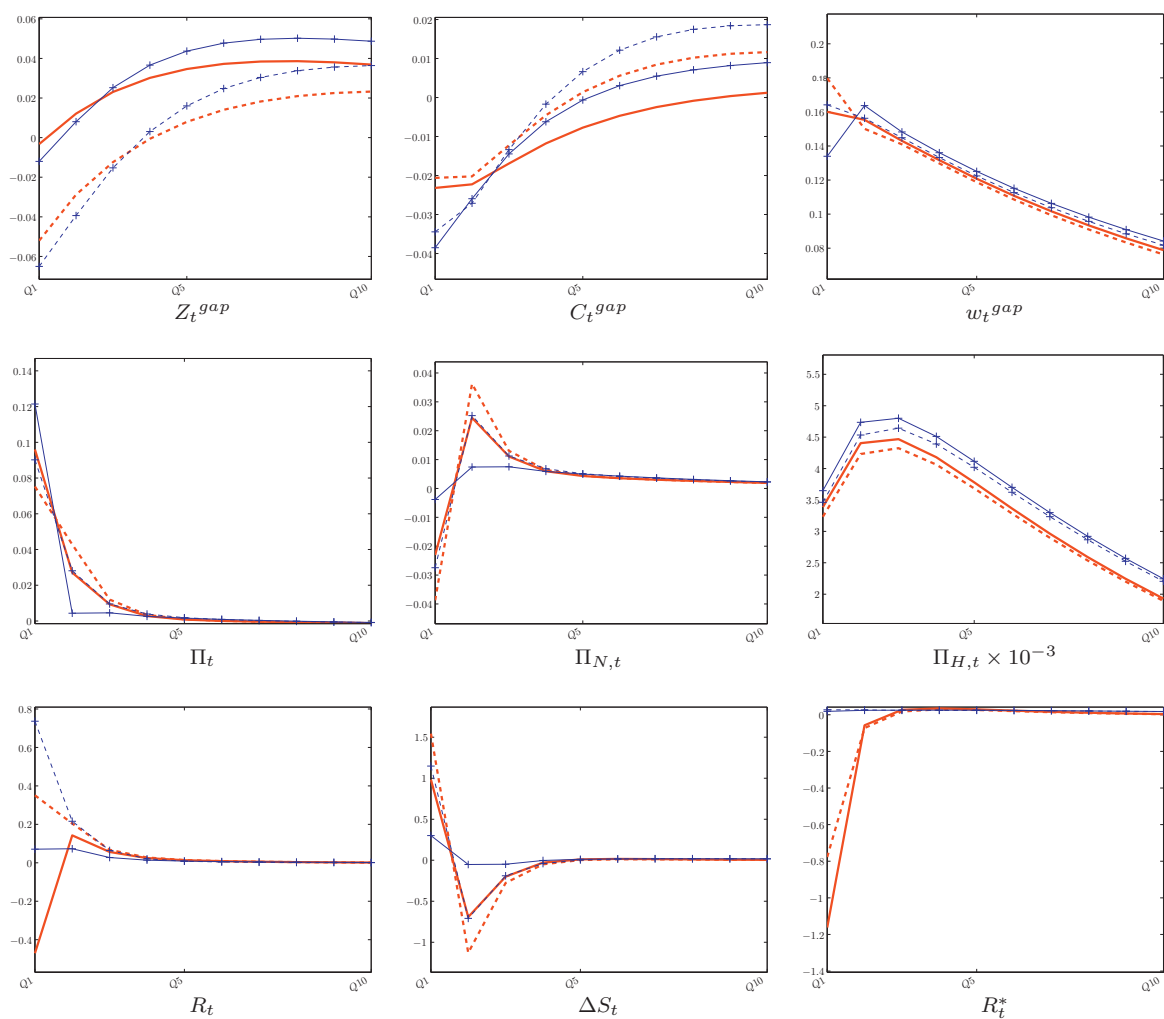 0.06
0.04
0.02
0
−0.02
−0.04
−0.06
Q1
Q5
Q10
Z_t^{gap}
0.02
0.01
0
−0.01
−0.02
−0.03
−0.04
Q1
Q5
Q10
C_t^{gap}
0.2
0.18
0.16
0.14
0.12
0.1
0.08
Q1
Q5
Q10
w_t^{gap}
0.14
0.12
0.1
0.08
0.06
0.04
0.02
0
Q1
Q5
Q10
Π_t
0.04
0.03
0.02
0.01
0
−0.01
−0.02
−0.03
−0.04
Q1
Q5
Q10
Π_{N,t}
5.5
5
4.5
4
3.5
3
2.5
2
Q1
Q5
Q10
Π_{H,t} × 10^{−3}
0.8
0.6
0.4
0.2
0
−0.2
−0.4
Q1
Q5
Q10
R_t
1.5
1
0.5
0
−0.5
−1
Q1
Q5
Q10
ΔS_t
0
−0.2
−0.4
−0.6
−0.8
−1
−1.2
−1.4
Q1
Q5
Q10
R_t^*